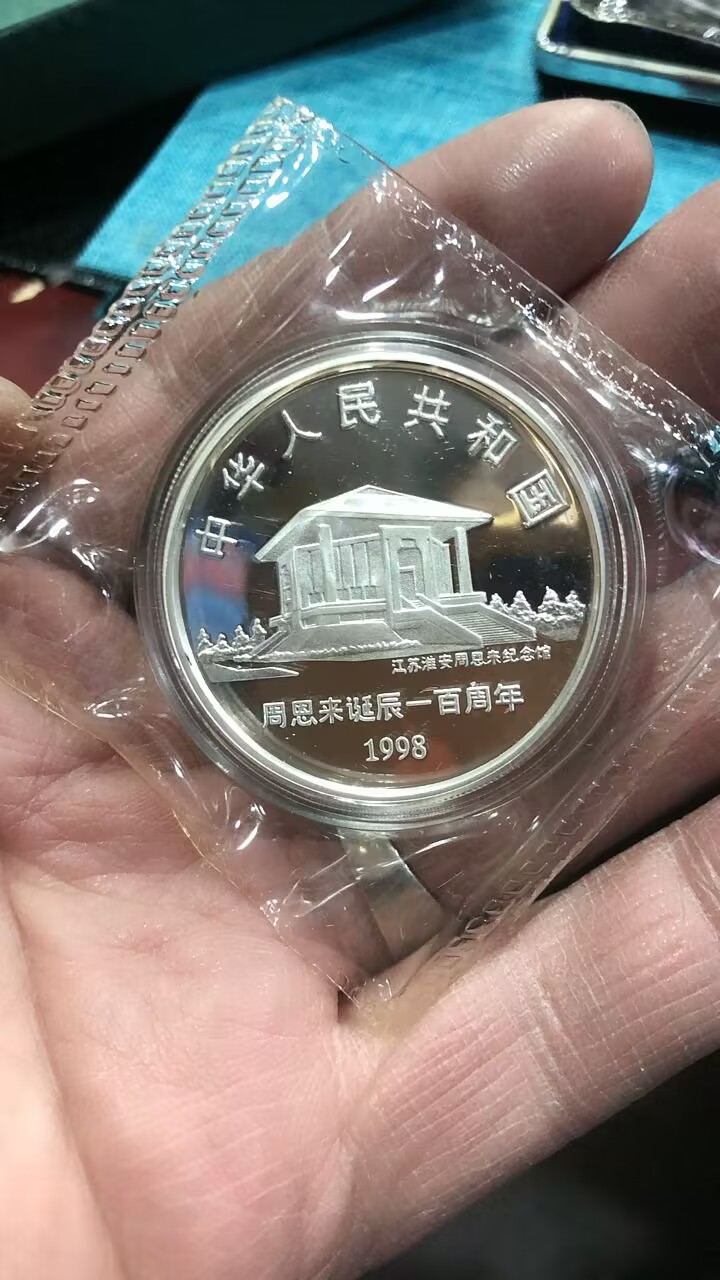 中华人民共和国
江苏淮安周恩来纪念馆
周恩来诞辰一百周年
1998